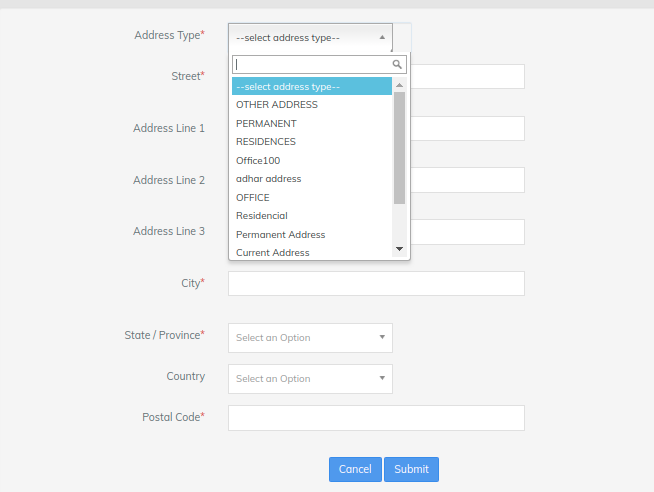 Address Type*
--select address type--
--select address type--
OTHER ADDRESS
PERMANENT
RESIDENCES
Office100
adhar address
OFFICE
Residencial
Permanent Address
Current Address
Street*
Address Line 1
Address Line 2
Address Line 3
City*
State / Province*
Select an Option
Country
Select an Option
Postal Code*
Cancel
Submit